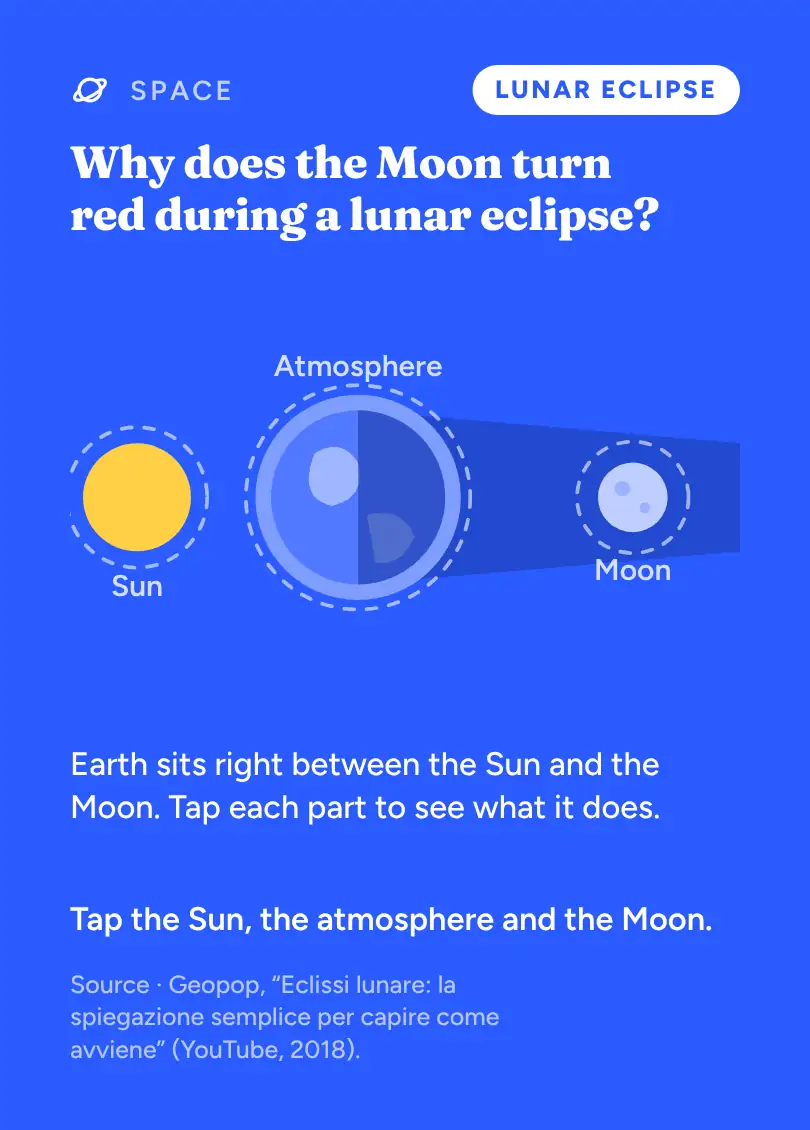 SPACE
LUNAR ECLIPSE
Why does the Moon turn
red during a lunar eclipse?
Atmosphere
Sun
Moon
Earth sits right between the Sun and the
Moon. Tap each part to see what it does.
Tap the Sun, the atmosphere and the Moon.
Source · Geopop, “Eclissi lunare: la
spiegazione semplice per capire come
avviene” (YouTube, 2018).